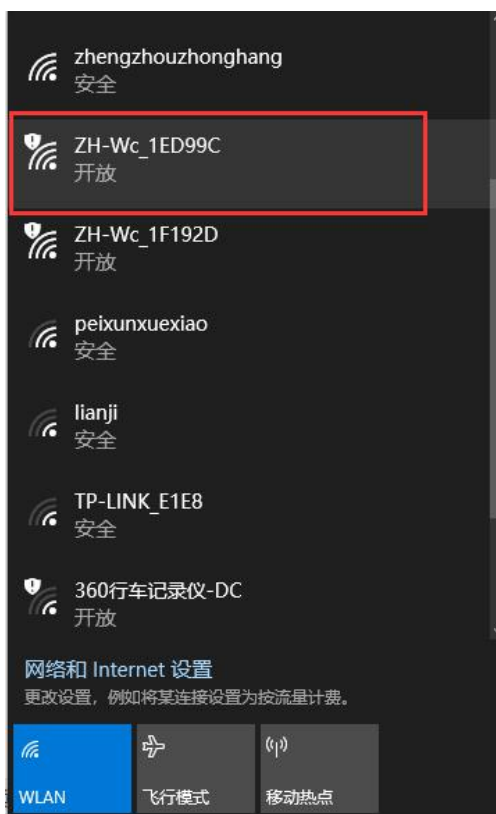 zhengzhouzhonghang
安全
ZH-Wc_1ED99C
开放
ZH-Wc_1F192D
开放
peixunxuexiao
安全
lianji
安全
TP-LINK_E1E8
安全
360行车记录仪-DC
开放
网络和 Internet 设置
更改设置，例如将某连接设置为按流量计费。
WLAN 飞行模式 移动热点